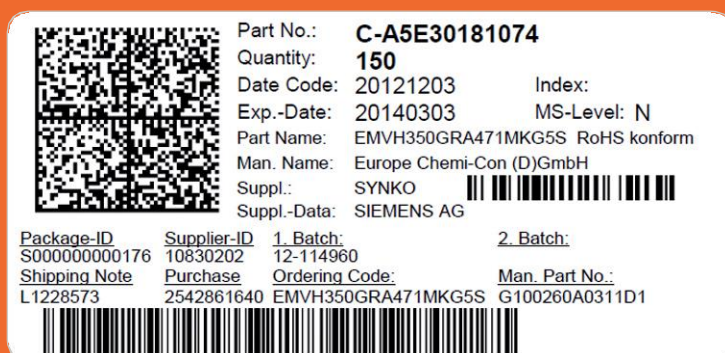 Part No.: C-A5E30181074
Quantity: 150
Date Code: 20121203 Index:
Exp.-Date: 20140303 MS-Level: N
Part Name: EMVH350GRA471MKG5S RoHS konform
Man. Name: Europe Chemi-Con (D)GmbH
Suppl.: SYNKO
Suppl.-Data: SIEMENS AG
Package-ID Supplier-ID 1. Batch: 2. Batch:
S000000000176 10830202 12-114960
Shipping Note Purchase Ordering Code: Man. Part No.:
L1228573 2542861640 EMVH350GRA471MKG5S G100260A0311D1